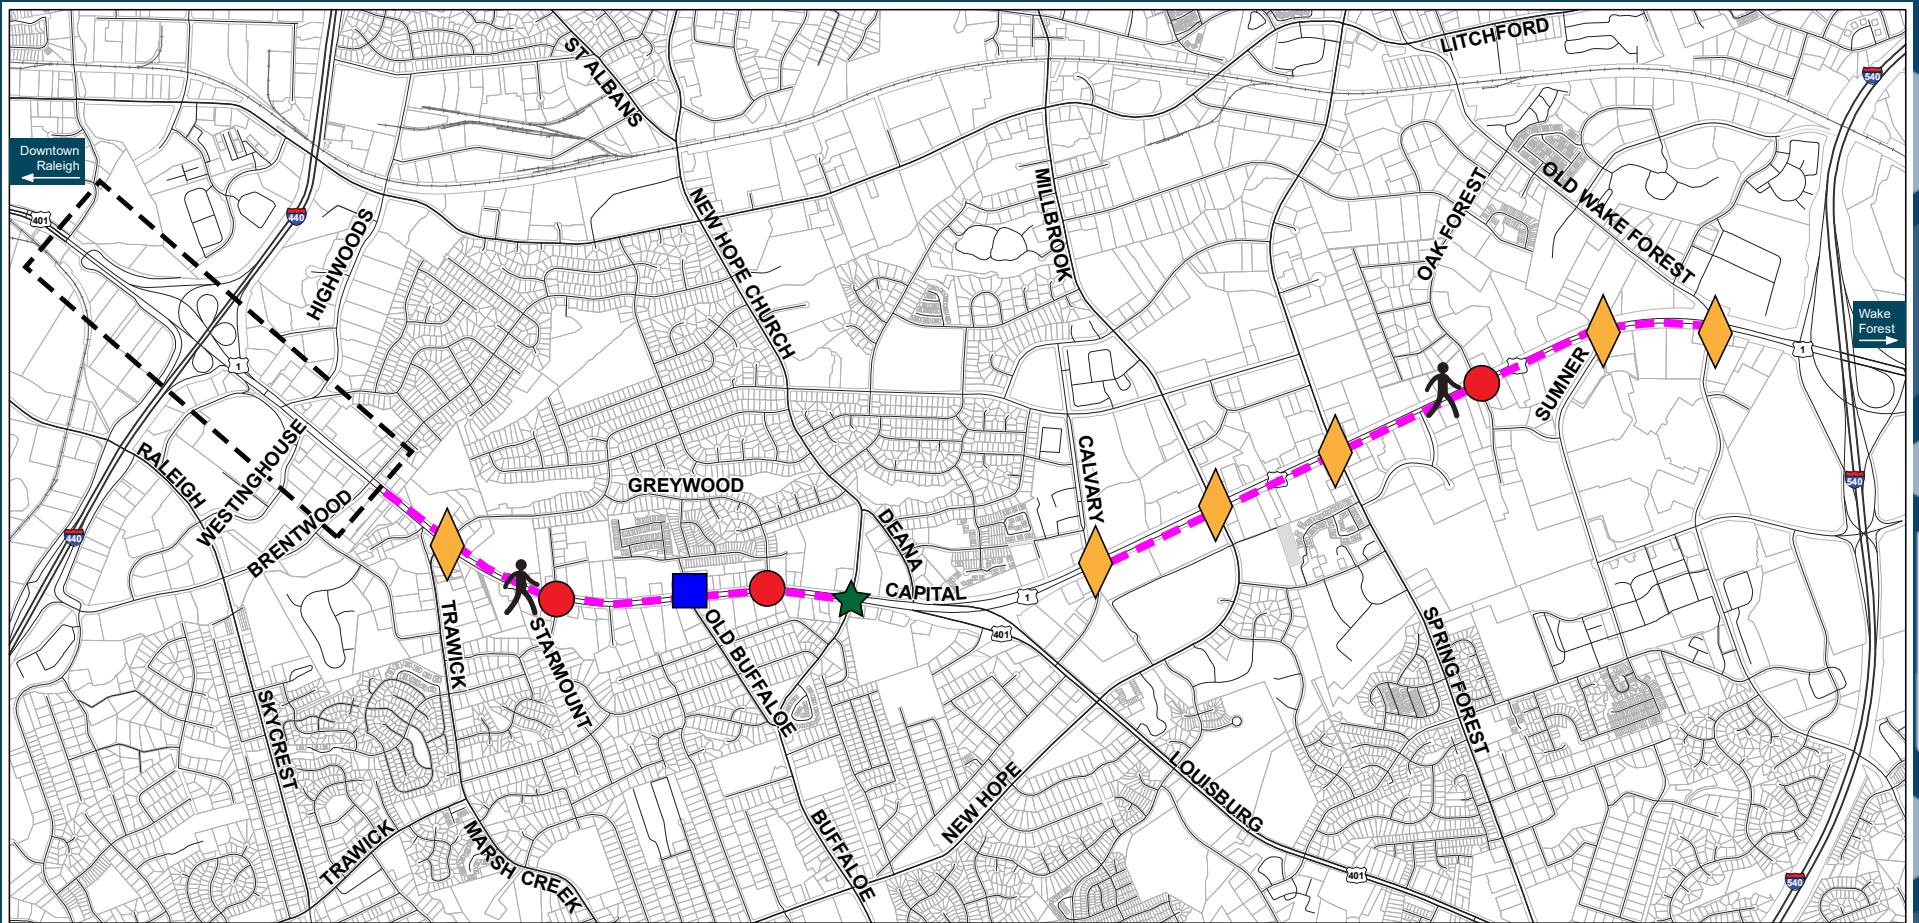 LITCHFORD
ST ALBANS
540
Downtown
Raleigh
OLD WAKE FOREST
MILLBROOK
OAK FOREST
NEW HOPE CHURCH
401
440
HIGHWOODS
Wake
Forest
1
1
SUMNER
RALEIGH
WESTINGHOUSE
BRENTWOOD
GREYWOOD
CALVARY
540
440
DEANA
CAPITAL
1
401
TRAWICK
STARMOUNT
OLD BUFFALOE
SPRING FOREST
SKYCREST
LOUISBURG
NEW HOPE
TRAWICK
MARSH CREEK
BUFFALOE
401
540